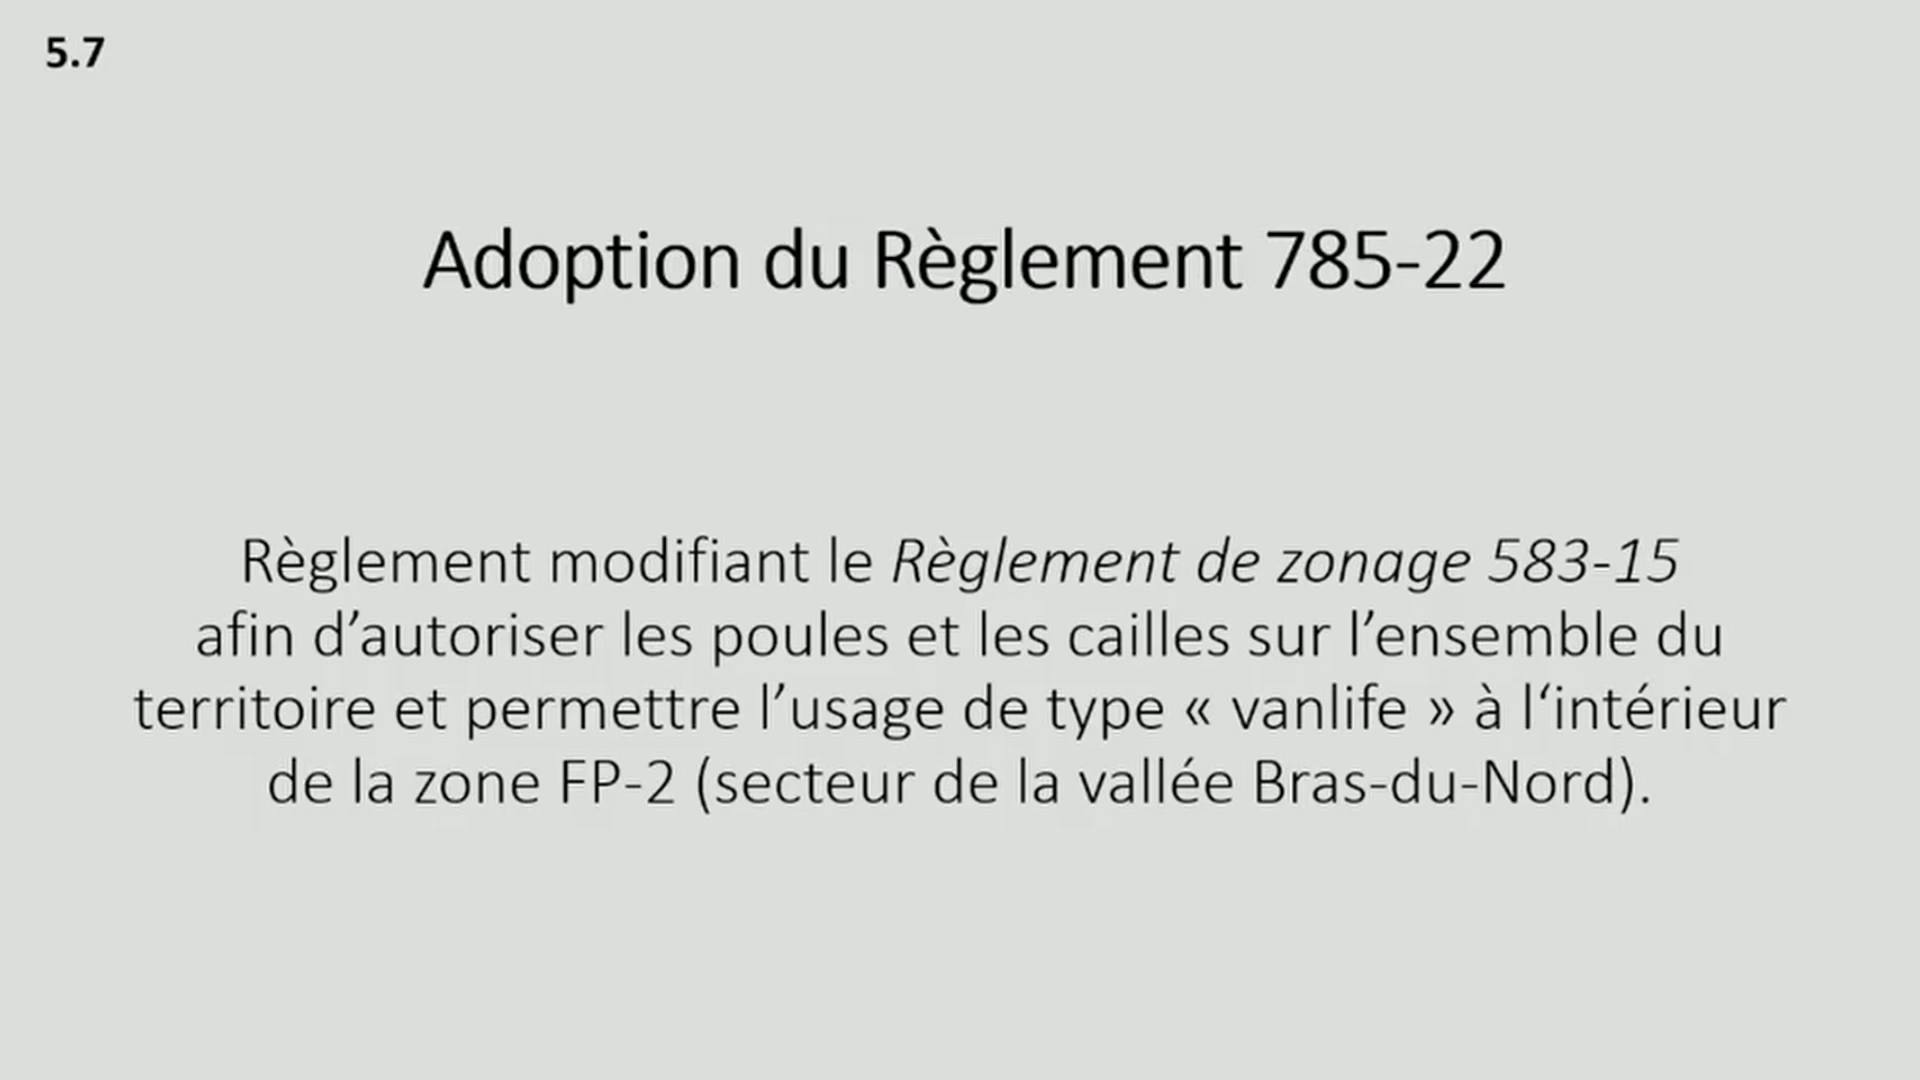 5.7
Adoption du Règlement 785-22
Règlement modifiant le Règlement de zonage 583-15
afin d’autoriser les poules et les cailles sur l’ensemble du
territoire et permettre l’usage de type « vanlife » à l‘intérieur
de la zone FP-2 (secteur de la vallée Bras-du-Nord).